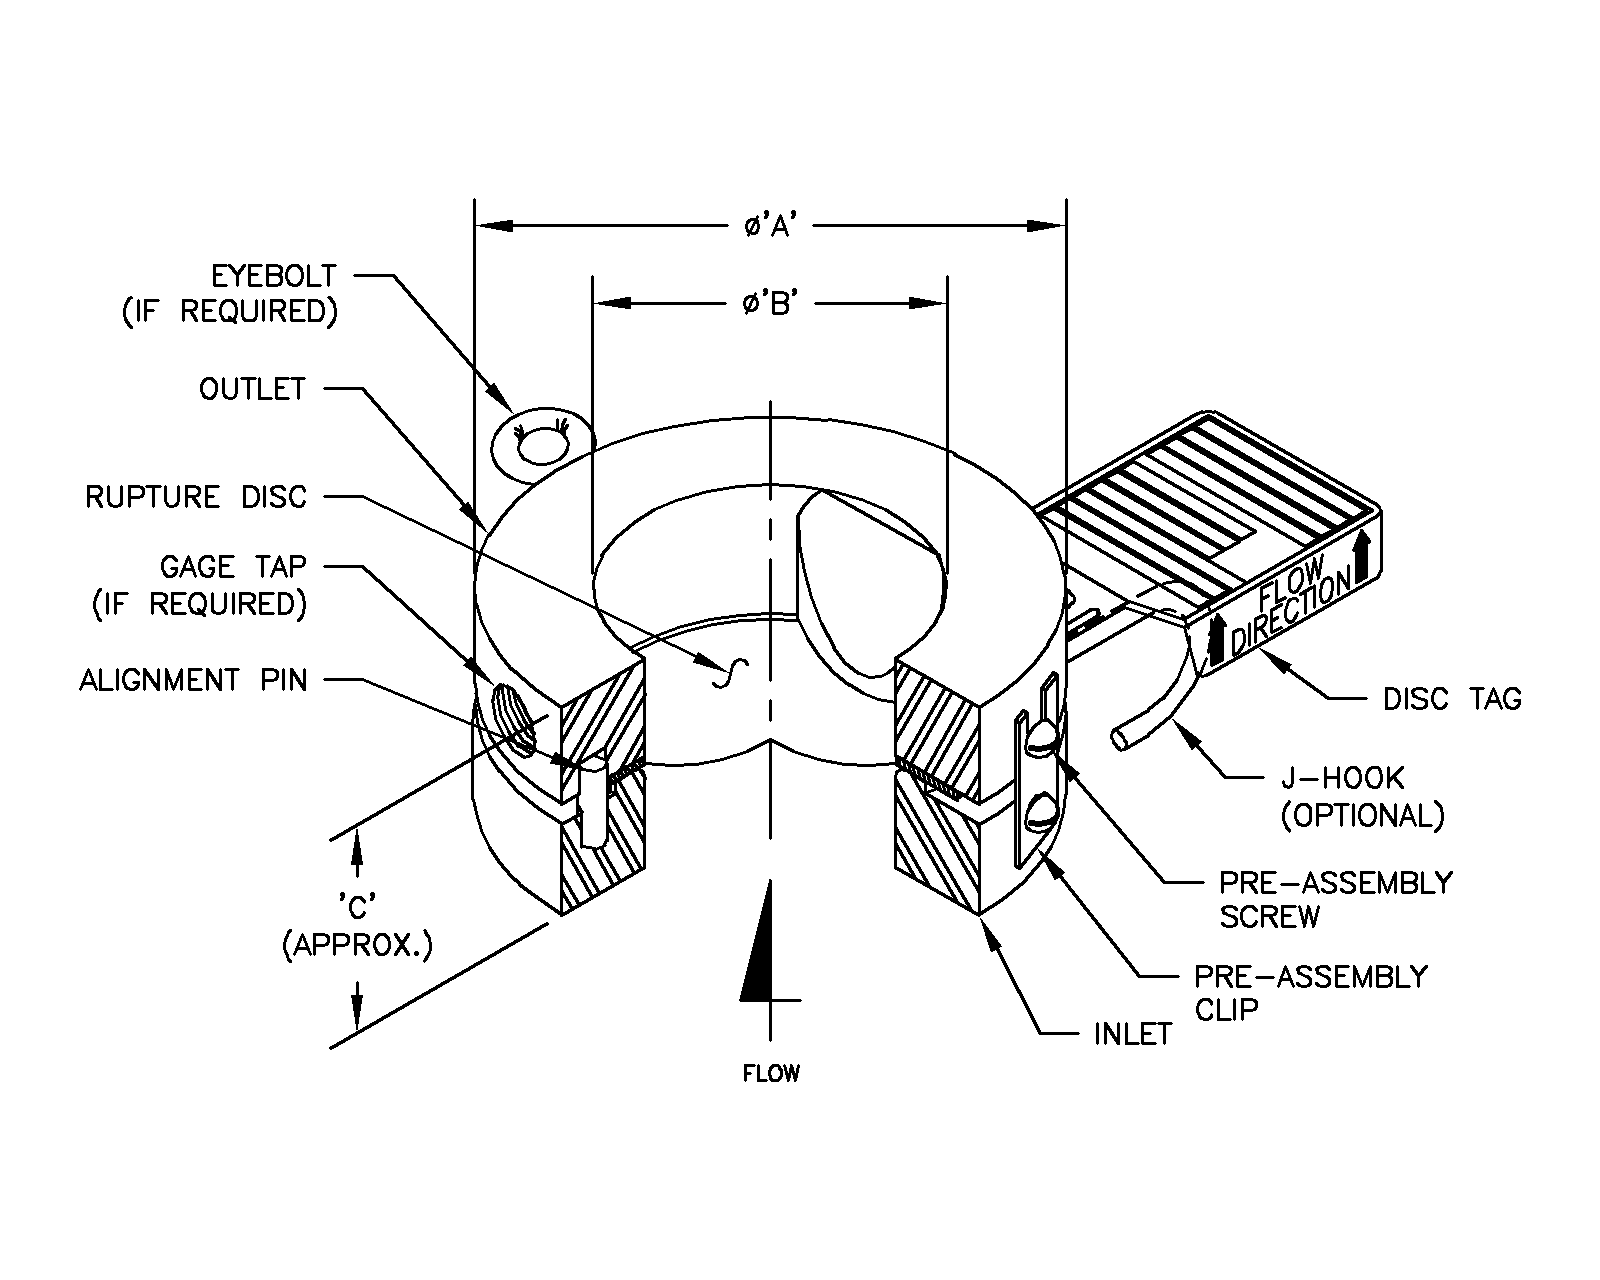 ø'A'
ø'B'
EYEBOLT
(IF REQUIRED)
OUTLET
RUPTURE DISC
GAGE TAP
(IF REQUIRED)
ALIGNMENT PIN
FLOW
DIRECTION
DISC TAG
J-HOOK
(OPTIONAL)
PRE-ASSEMBLY
SCREW
PRE-ASSEMBLY
CLIP
INLET
'C'
(APPROX.)
FLOW